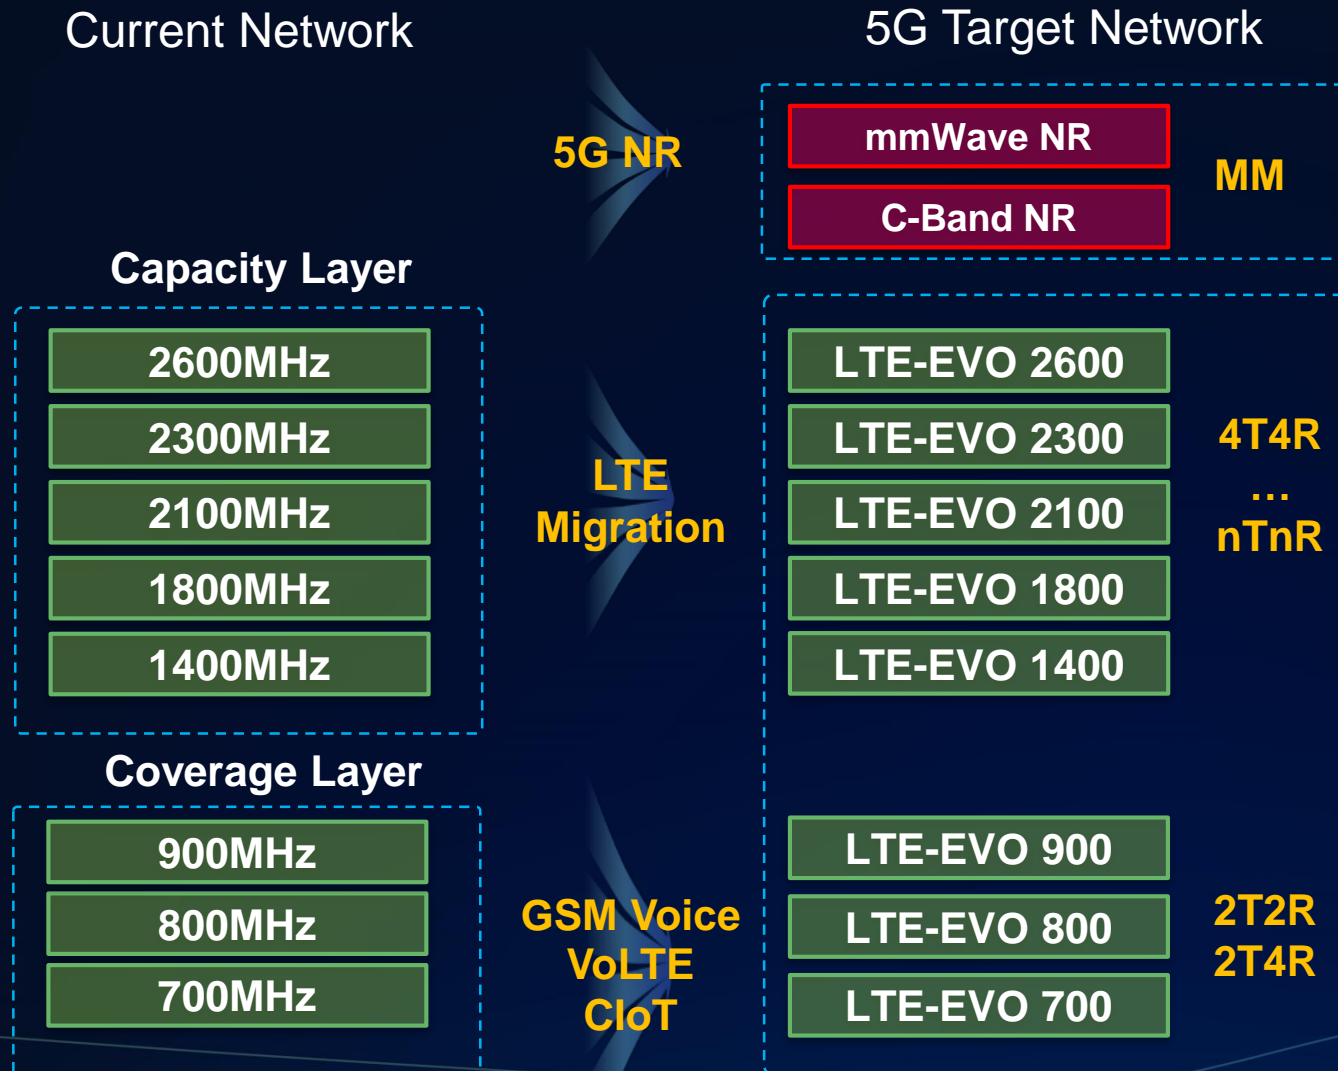 Current Network
5G Target Network
5G NR
mmWave NR
C-Band NR
MM
Capacity Layer
2600MHz
2300MHz
2100MHz
1800MHz
1400MHz
LTE
Migration
LTE-EVO 2600
LTE-EVO 2300
LTE-EVO 2100
LTE-EVO 1800
LTE-EVO 1400
4T4R
...
nTnR
Coverage Layer
900MHz
800MHz
700MHz
GSM Voice
VoLTE
CIoT
LTE-EVO 900
LTE-EVO 800
LTE-EVO 700
2T2R
2T4R